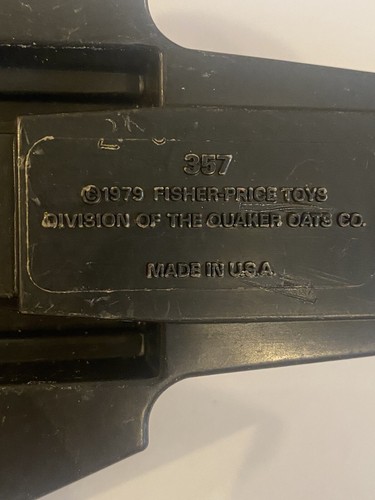 357
©1979 FISHER-PRICE TOYS
DIVISION OF THE QUAKER OATS CO.
MADE IN U.S.A.